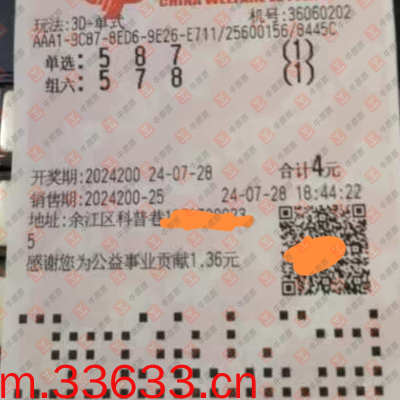 CHINA WELFARE
玩法:3D-单式 机号:36060202
AAA1-9C87-8ED6-9E26-E711/25600156/8445C
单选: 5 8 7 (1)
组六: 5 7 8 (1)
开奖期:2024200 24-07-28 合计4元
销售期:2024200-25 24-07-28 18:44:22
地址:余江区科普巷
5
感谢您为公益事业贡献1.36元
m.33633.cn